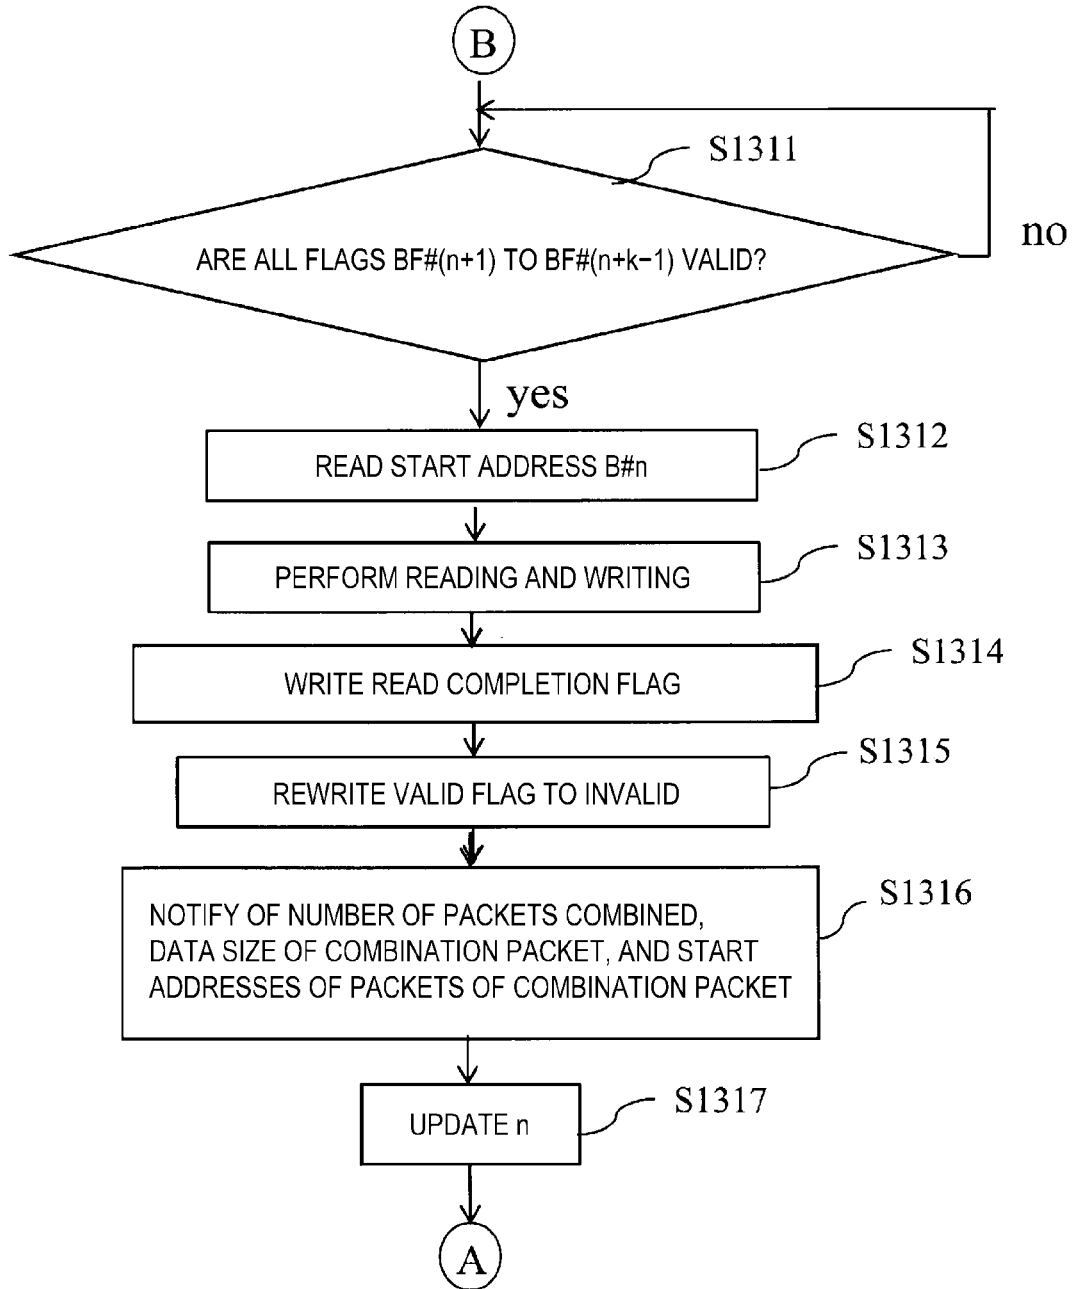 B
S1311
ARE ALL FLAGS BF#(n+1) TO BF#(n+k−1) VALID?
no
yes
S1312
READ START ADDRESS B#n
S1313
PERFORM READING AND WRITING
S1314
WRITE READ COMPLETION FLAG
S1315
REWRITE VALID FLAG TO INVALID
S1316
NOTIFY OF NUMBER OF PACKETS COMBINED,
DATA SIZE OF COMBINATION PACKET, AND START
ADDRESSES OF PACKETS OF COMBINATION PACKET
S1317
UPDATE n
A